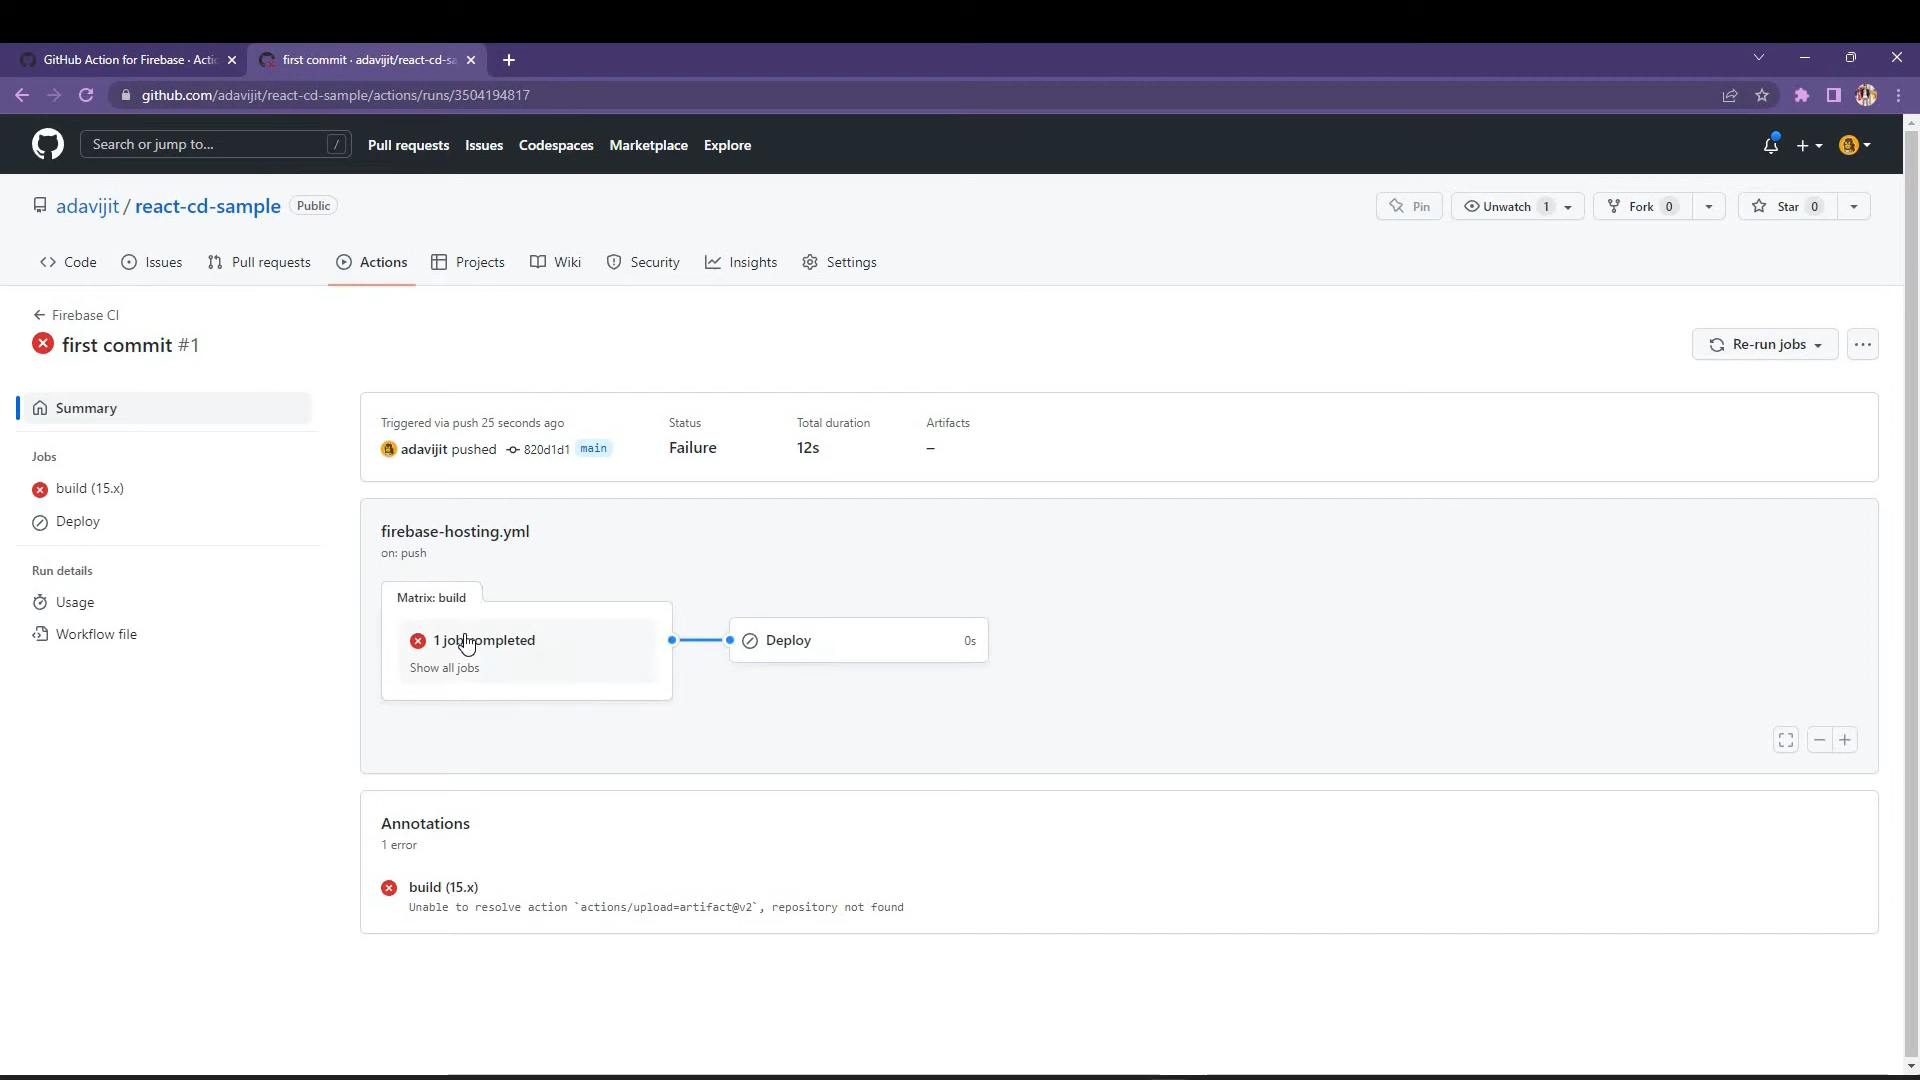 GitHub Action for Firebase · Actio
first commit · adavijit/react-cd-sa
github.com/adavijit/react-cd-sample/actions/runs/3504194817
Search or jump to... /
Pull requests Issues Codespaces Marketplace Explore
adavijit / react-cd-sample Public
Pin
Unwatch 1
Fork 0
Star 0
Code
Issues
Pull requests
Actions
Projects
Wiki
Security
Insights
Settings
Firebase CI
first commit #1
Re-run jobs
Summary
Jobs
build (15.x)
Deploy
Run details
Usage
Workflow file
Triggered via push 25 seconds ago
adavijit pushed 820d1d1 main
Status
Failure
Total duration
12s
Artifacts
–
firebase-hosting.yml
on: push
Matrix: build
1 job completed
Show all jobs
Deploy 0s
Annotations
1 error
build (15.x)
Unable to resolve action `actions/upload=artifact@v2`, repository not found